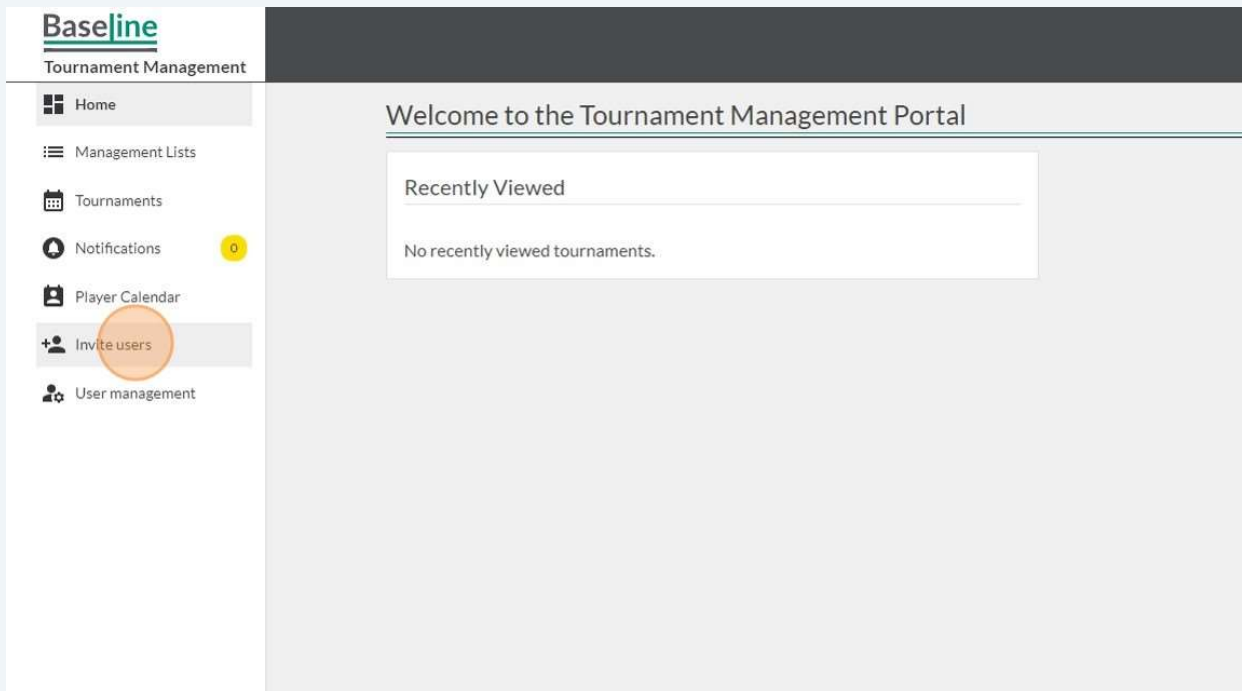 Baseline
Tournament Management
Home
Management Lists
Tournaments
Notifications 0
Player Calendar
Invite users
User management
Welcome to the Tournament Management Portal
Recently Viewed
No recently viewed tournaments.